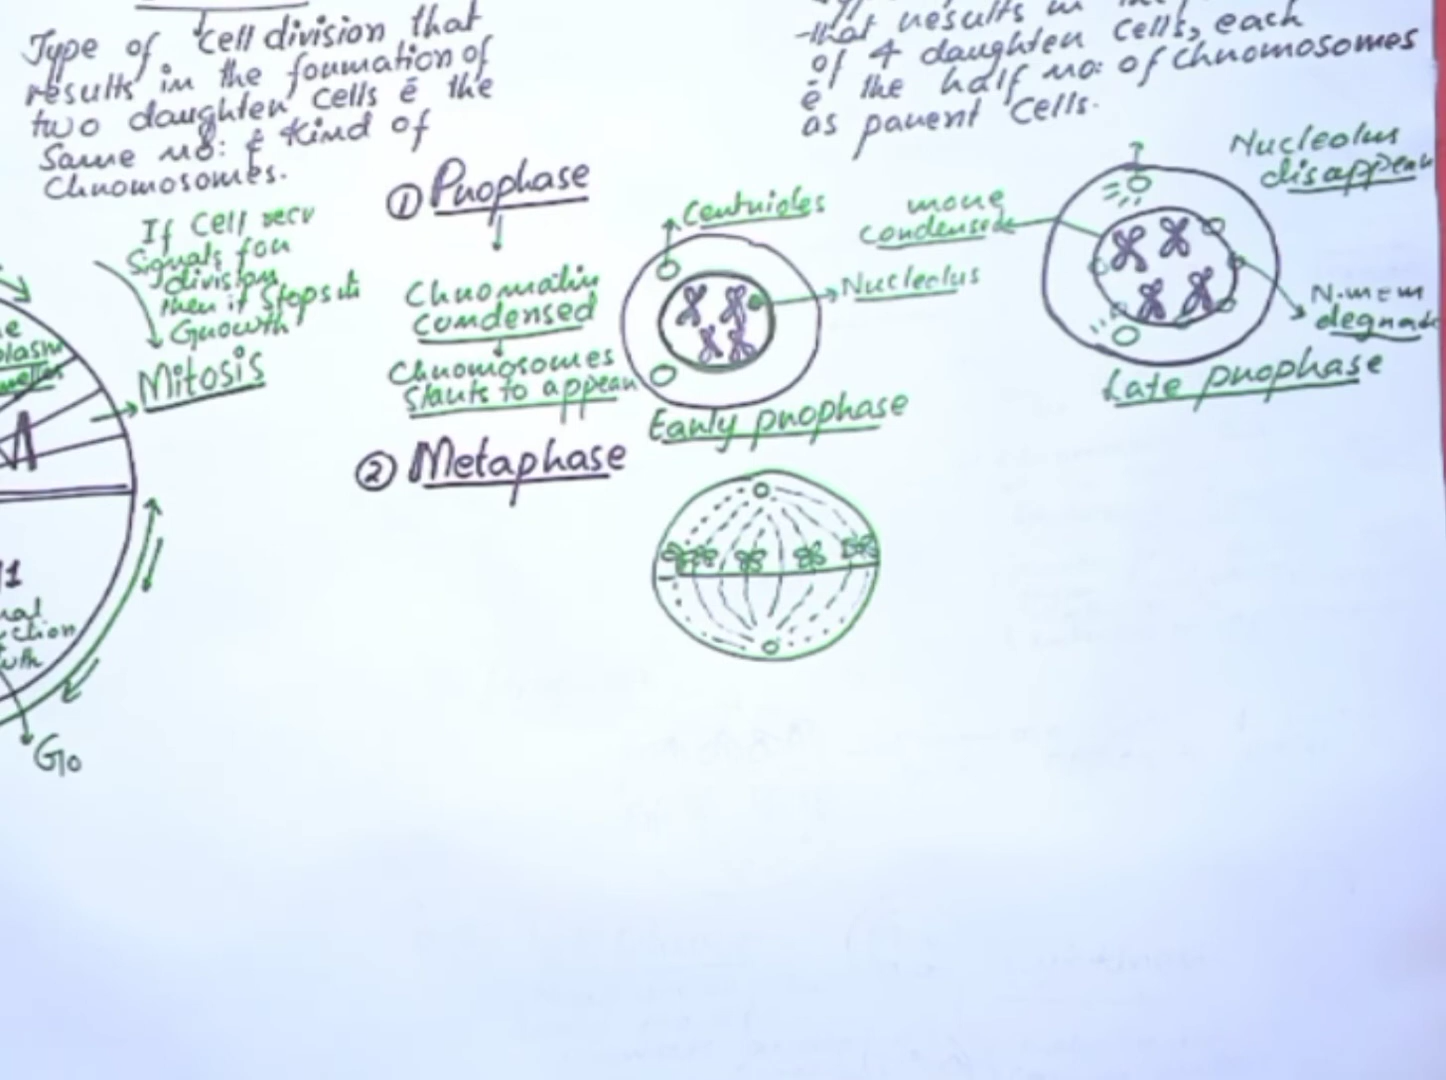 Type of cell division that
results in the formation of
two daughter cells ē the
Same no: & kind of
Chromosomes.
that results in
of 4 daughter cells, each
ē the half no: of chromosomes
as parent cells.
If Cell recv
Signals for
division
then it stops its
Growth
Mitosis
① Prophase
Chromatin
Condensed
Chromosomes
Starts to appear
Centrioles
Nucleolus
Early prophase
more
Condensed
Nucleolus
disappear
N.mem
degrade
Late prophase
② Metaphase
G0